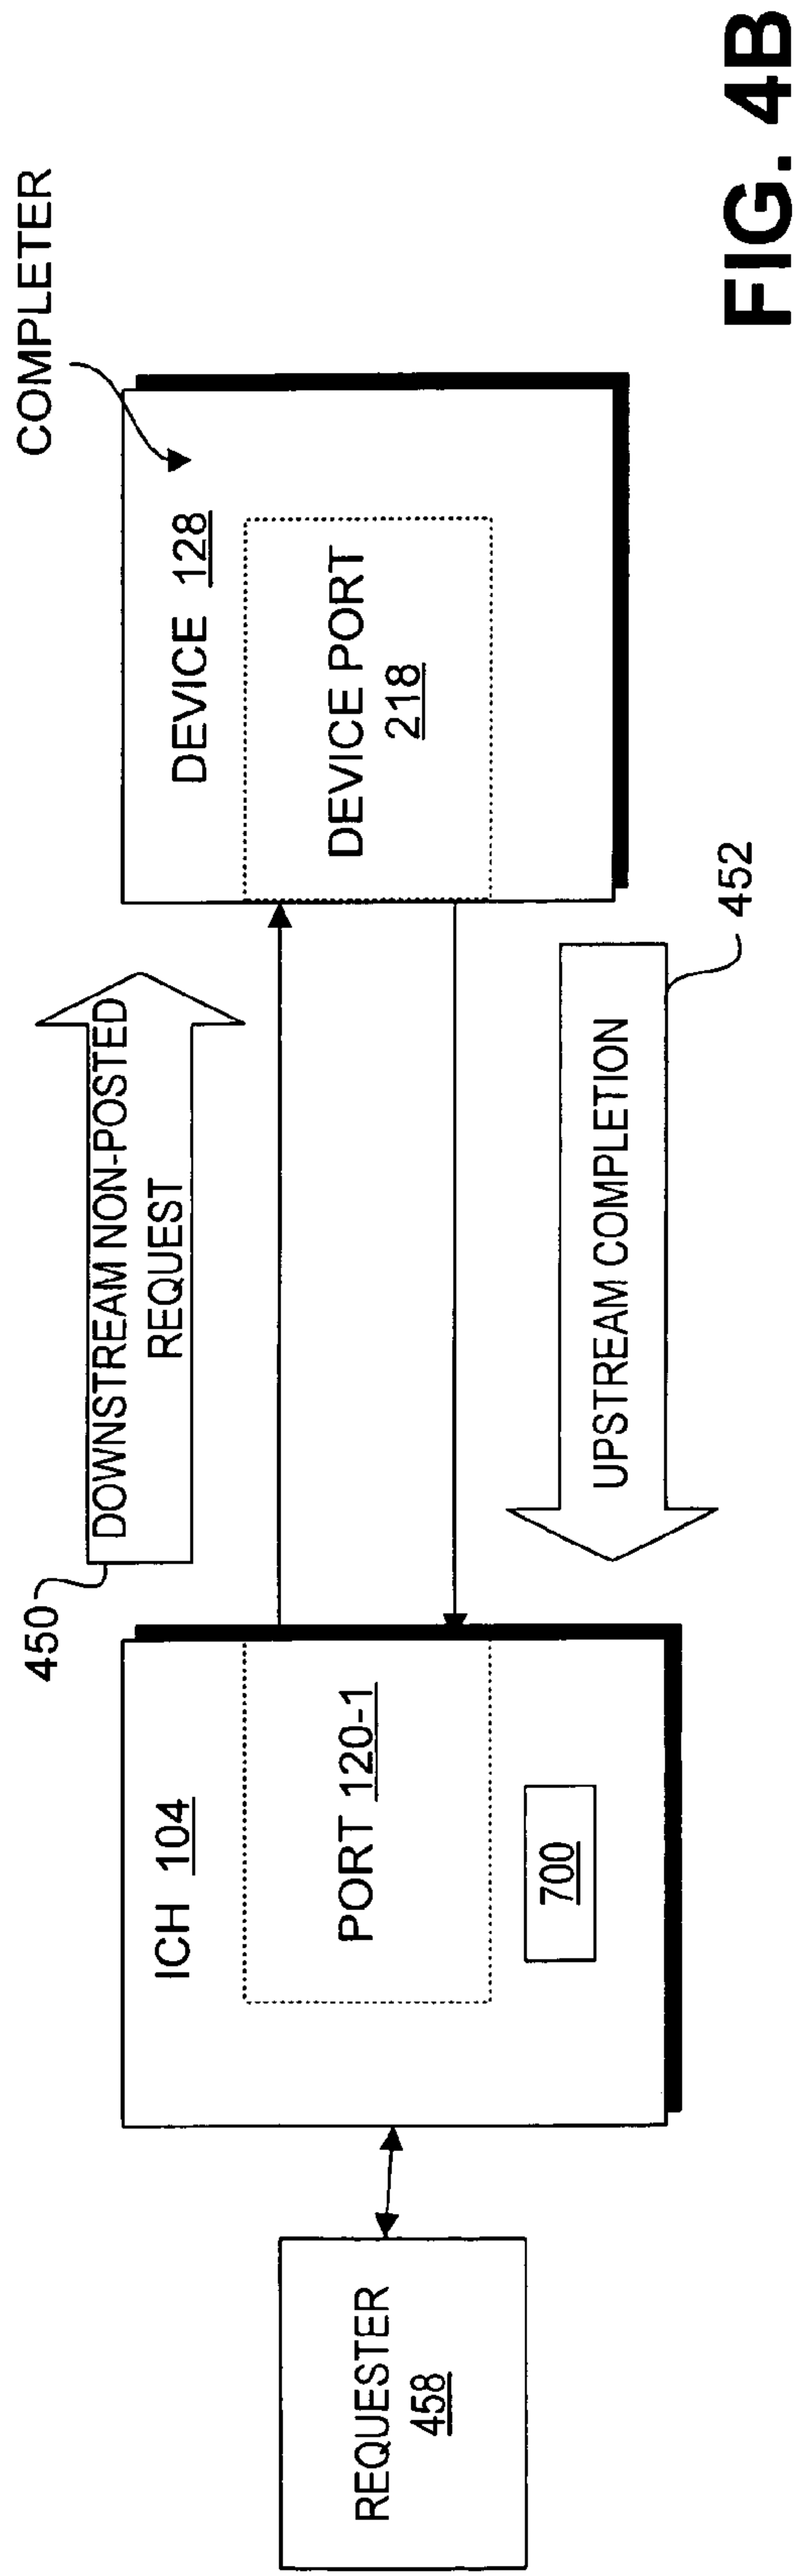 COMPLETER
450
DOWNSTREAM NON-POSTED
REQUEST
REQUESTER
458
ICH 104
PORT 120-1
700
DEVICE 128
DEVICE PORT
218
UPSTREAM COMPLETION
452
FIG. 4B